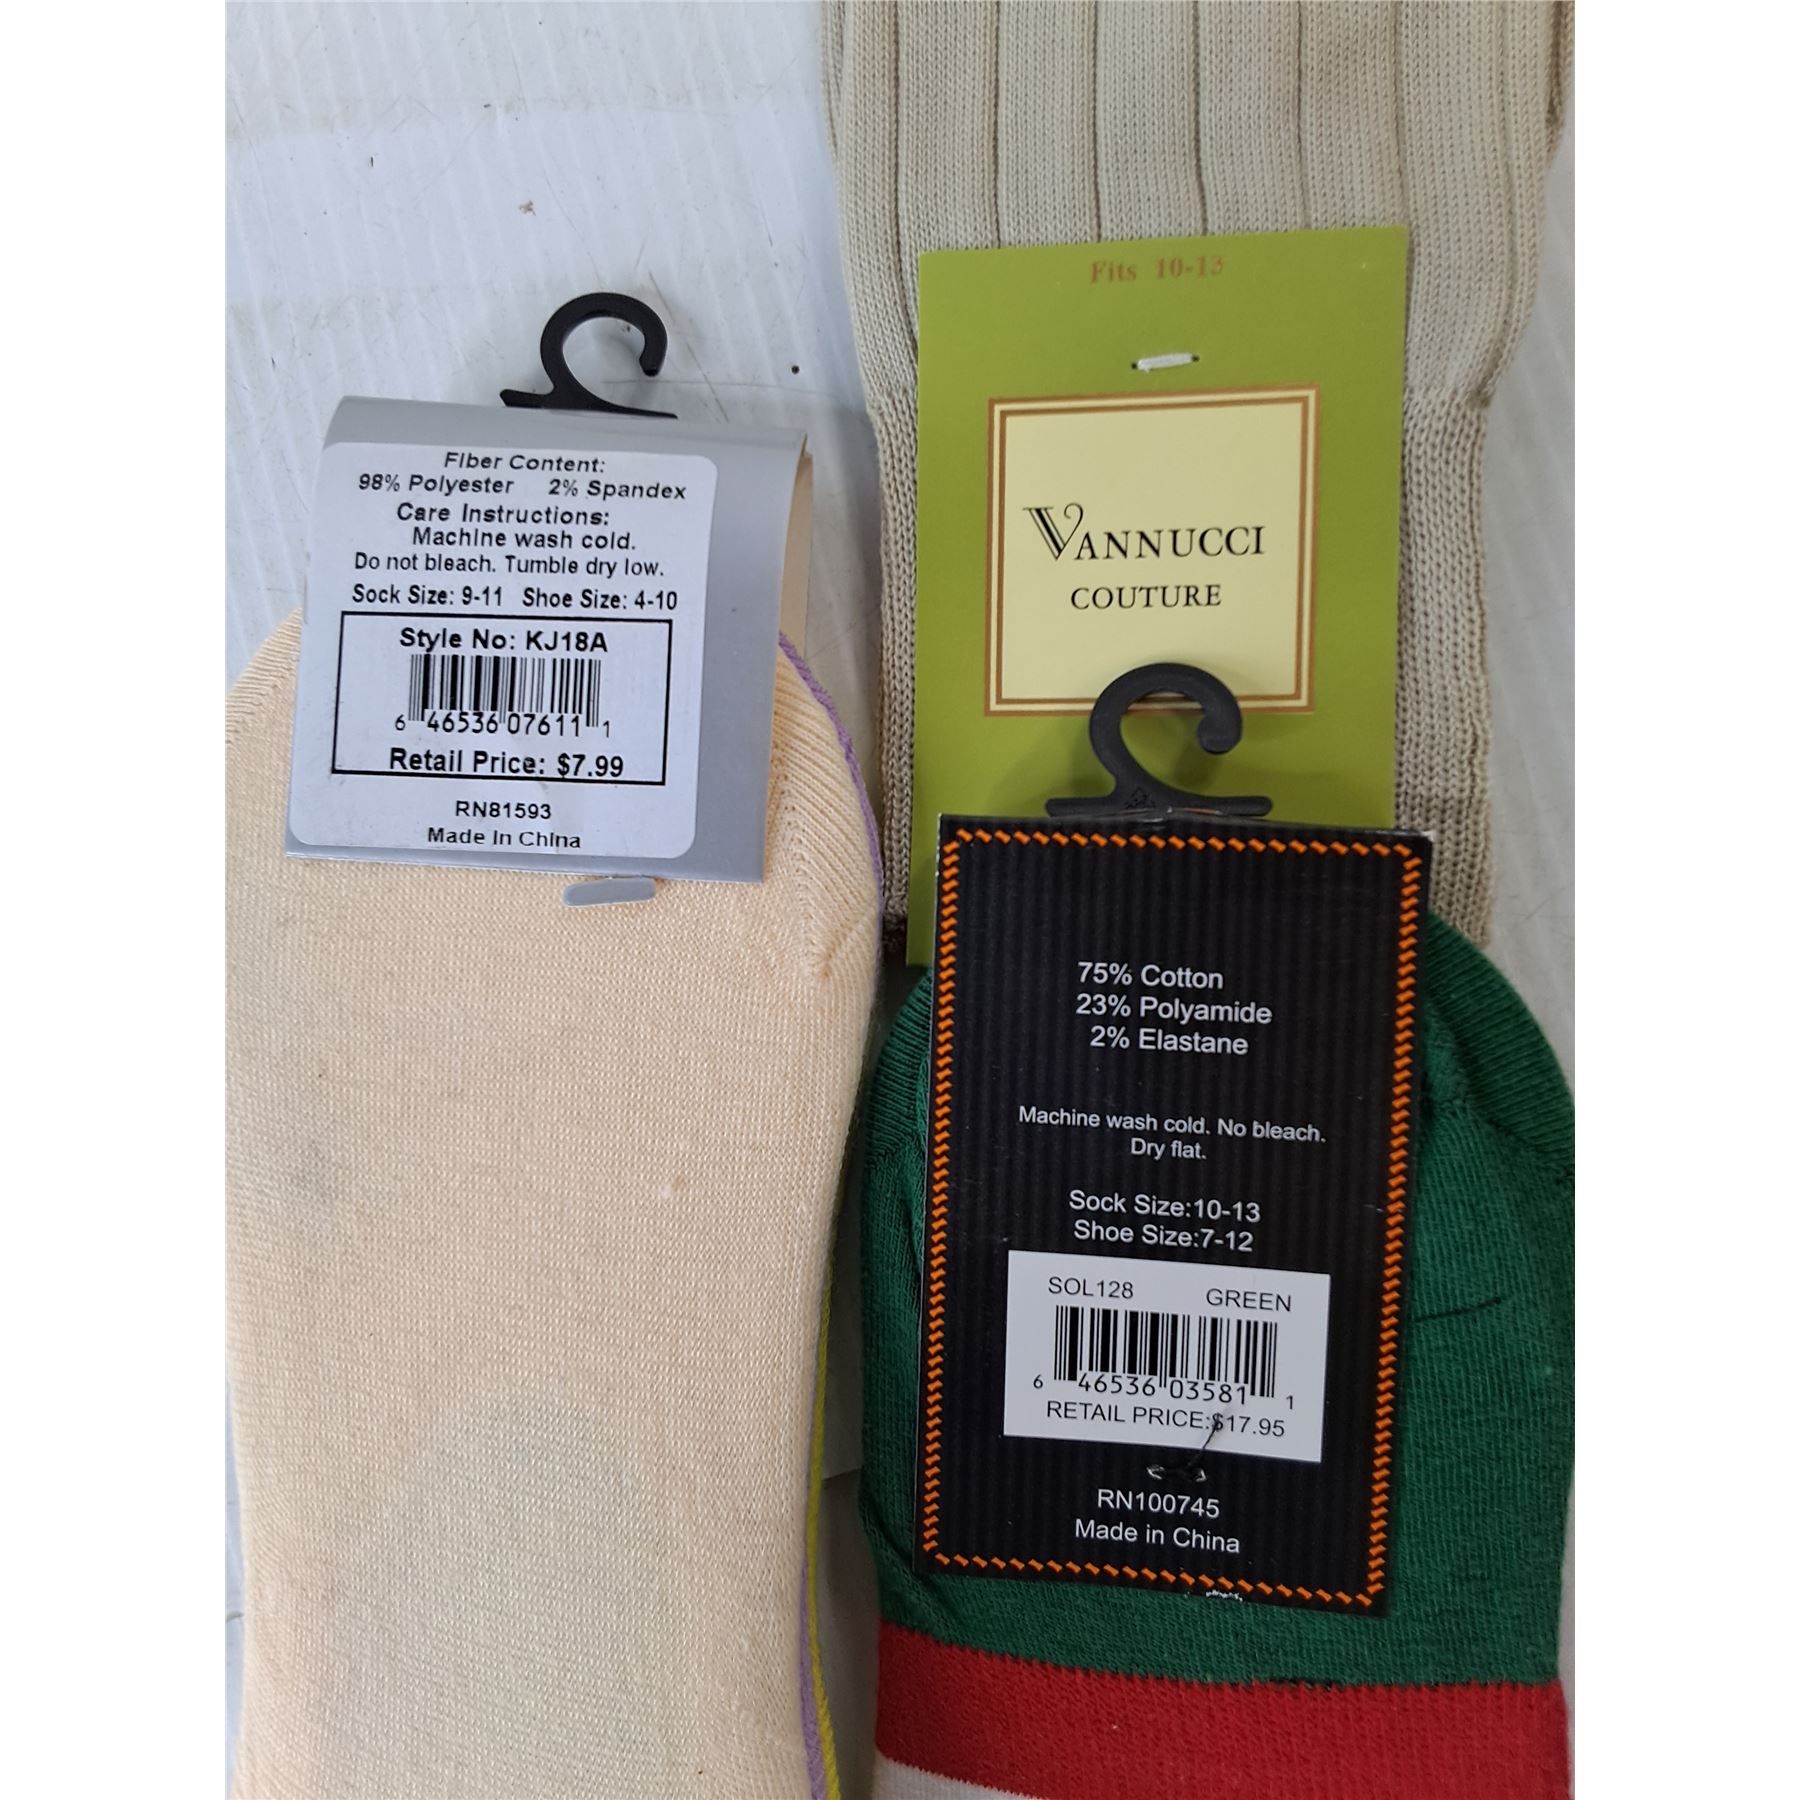 Fiber Content:
98% Polyester 2% Spandex
Care Instructions:
Machine wash cold.
Do not bleach. Tumble dry low.
Sock Size: 9-11 Shoe Size: 4-10
Style No: KJ18A
6 46536 07611 1
Retail Price: $7.99
RN81593
Made In China
Fits 10-13
VANNUCCI
COUTURE
75% Cotton
23% Polyamide
2% Elastane
Machine wash cold. No bleach.
Dry flat.
Sock Size:10-13
Shoe Size:7-12
SOL128 GREEN
6 46536 03581 1
RETAIL PRICE:$17.95
RN100745
Made in China